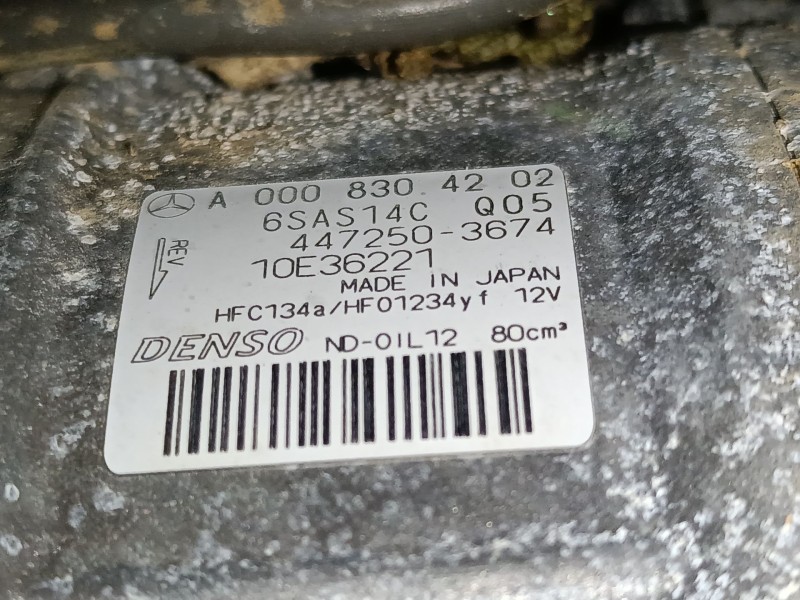 A 000 830 42 02
6SAS14C Q05
447250-3674
REV
10E36221
MADE IN JAPAN
HFC134a/HFO1234yf 12V
DENSO ND-OIL12 80cm³